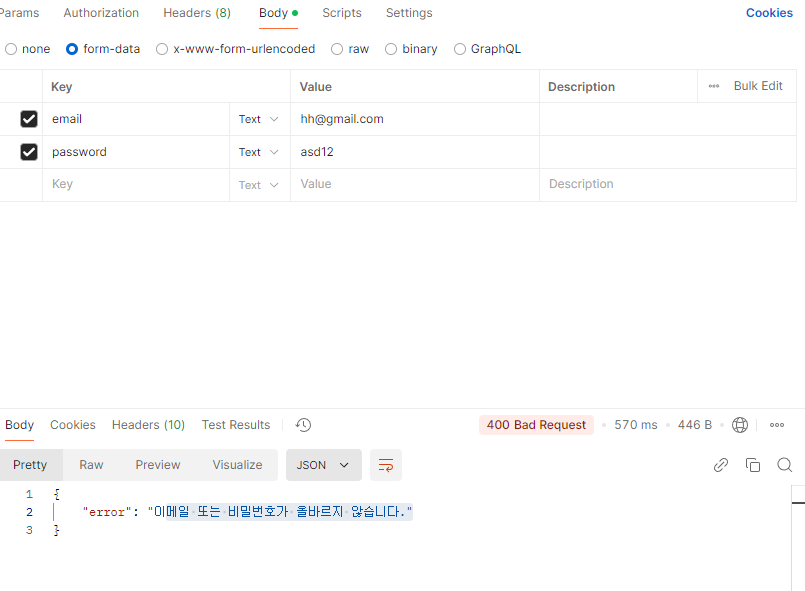 Params Authorization Headers (8) Body Scripts Settings Cookies
none form-data x-www-form-urlencoded raw binary GraphQL
Key Value Description Bulk Edit
email Text hh@gmail.com
password Text asd12
Key Text Value Description
Body Cookies Headers (10) Test Results 400 Bad Request 570 ms 446 B
Pretty Raw Preview Visualize JSON
1 {
2 "error": "이메일 또는 비밀번호가 올바르지 않습니다."
3 }